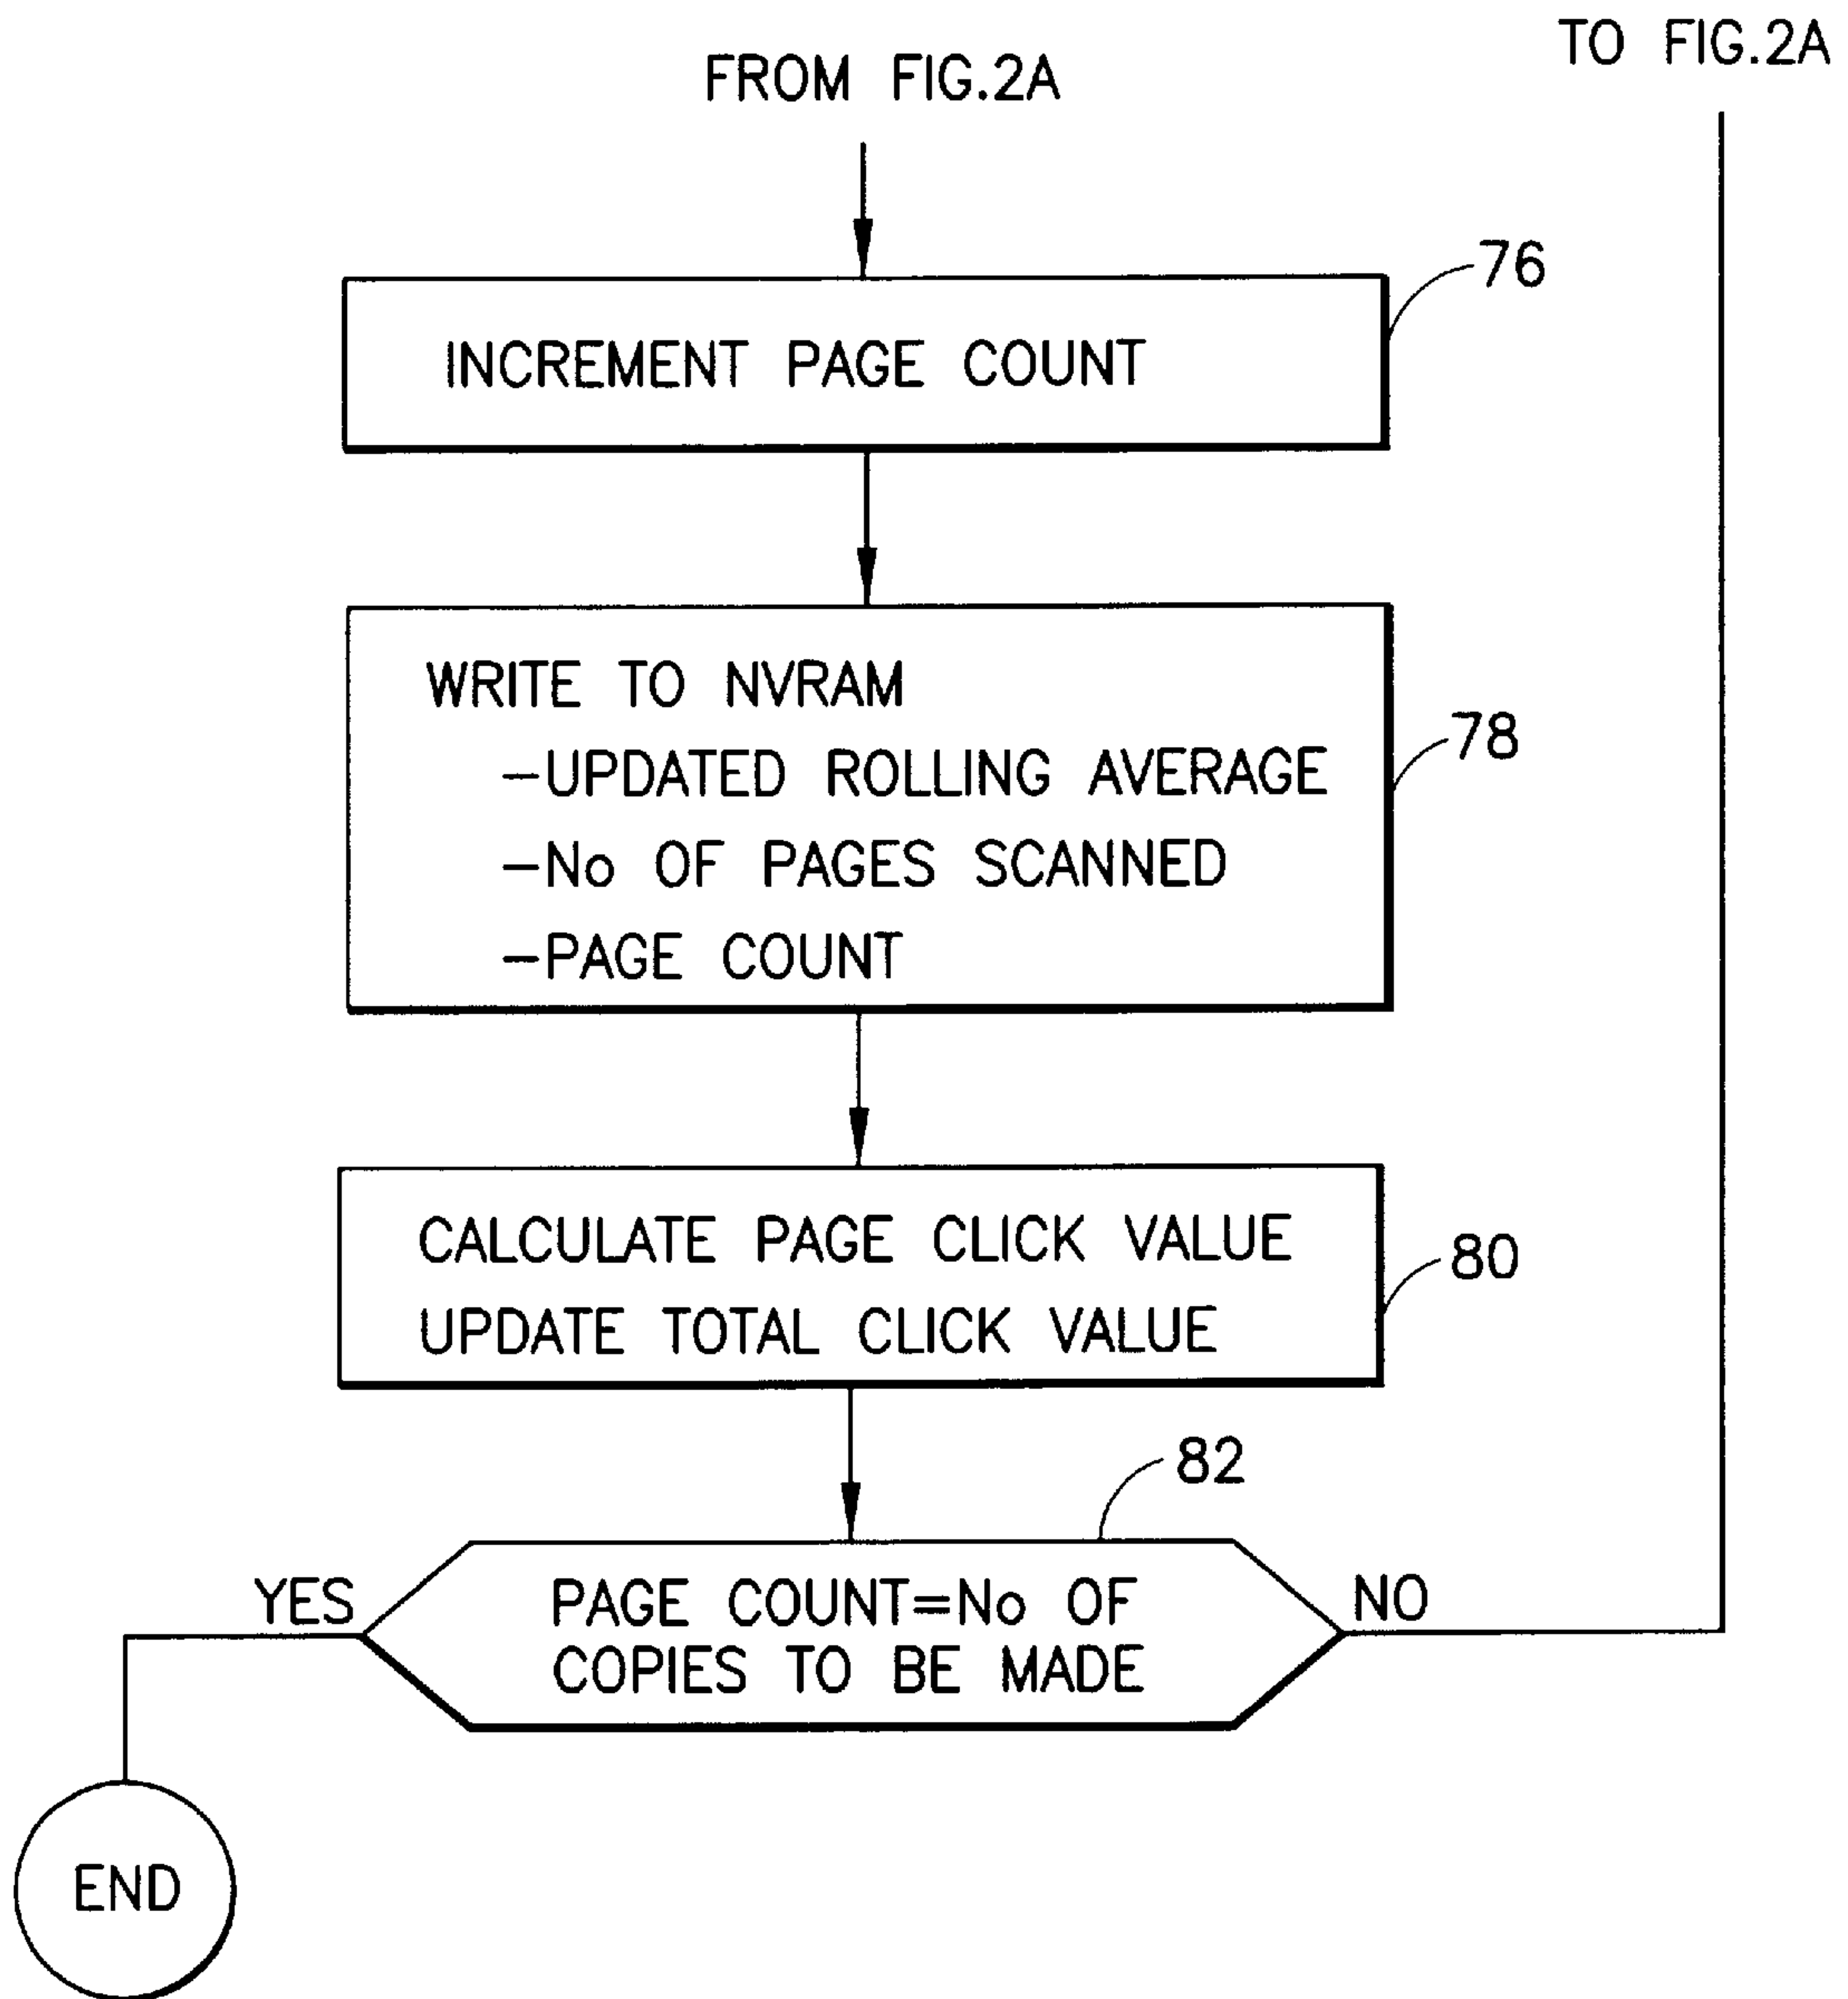 TO FIG.2A
FROM FIG.2A
76
INCREMENT PAGE COUNT
WRITE TO NVRAM
-UPDATED ROLLING AVERAGE
-No OF PAGES SCANNED
-PAGE COUNT
78
CALCULATE PAGE CLICK VALUE
UPDATE TOTAL CLICK VALUE
80
82
YES
PAGE COUNT=No OF
COPIES TO BE MADE
NO
END